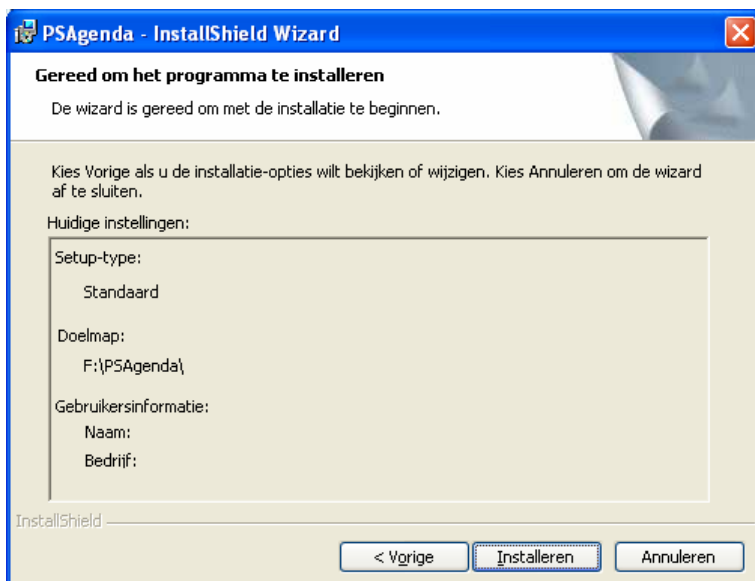 PSAgenda - InstallShield Wizard
Gereed om het programma te installeren
De wizard is gereed om met de installatie te beginnen.
Kies Vorige als u de installatie-opties wilt bekijken of wijzigen. Kies Annuleren om de wizard
af te sluiten.
Huidige instellingen:
Setup-type:
Standaard
Doelmap:
F:\PSAgenda\
Gebruikersinformatie:
Naam:
Bedrijf:
InstallShield
< Vorige Installeren Annuleren